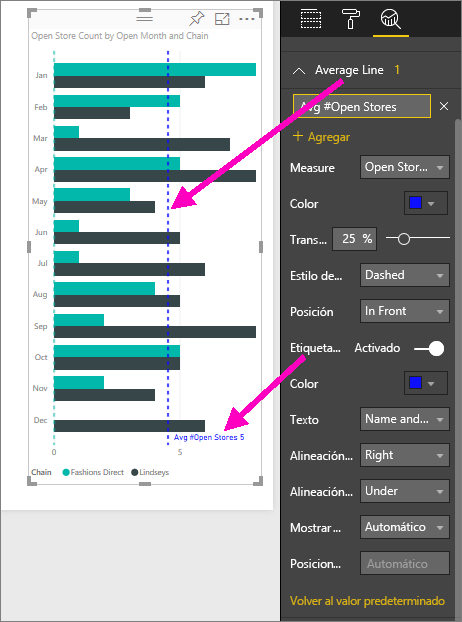 Open Store Count by Open Month and Chain
Jan
Feb
Mar
Apr
May
Jun
Jul
Aug
Sep
Oct
Nov
Dec
0
5
Avg #Open Stores 5
Chain
Fashions Direct
Lindseys
Average Line 1
Avg #Open Stores
+ Agregar
Measure
Open Stor...
Color
Trans...
25 %
Estilo de...
Dashed
Posición
In Front
Etiqueta...
Activado
Color
Texto
Name and...
Alineación...
Right
Alineación...
Under
Mostrar...
Automático
Posicion...
Automático
Volver al valor predeterminado